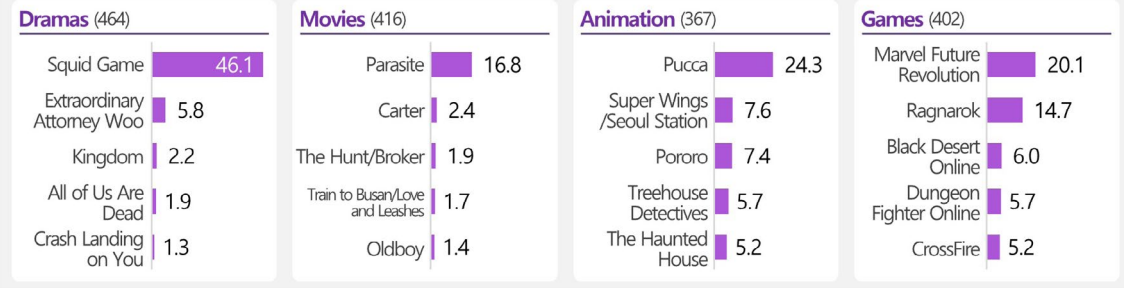 Dramas (464)
Squid Game 46.1
Extraordinary
Attorney Woo 5.8
Kingdom 2.2
All of Us Are
Dead 1.9
Crash Landing
on You 1.3
Movies (416)
Parasite 16.8
Carter 2.4
The Hunt/Broker 1.9
Train to Busan/Love
and Leashes 1.7
Oldboy 1.4
Animation (367)
Pucca 24.3
Super Wings
/Seoul Station 7.6
Pororo 7.4
Treehouse
Detectives 5.7
The Haunted
House 5.2
Games (402)
Marvel Future
Revolution 20.1
Ragnarok 14.7
Black Desert
Online 6.0
Dungeon
Fighter Online 5.7
CrossFire 5.2